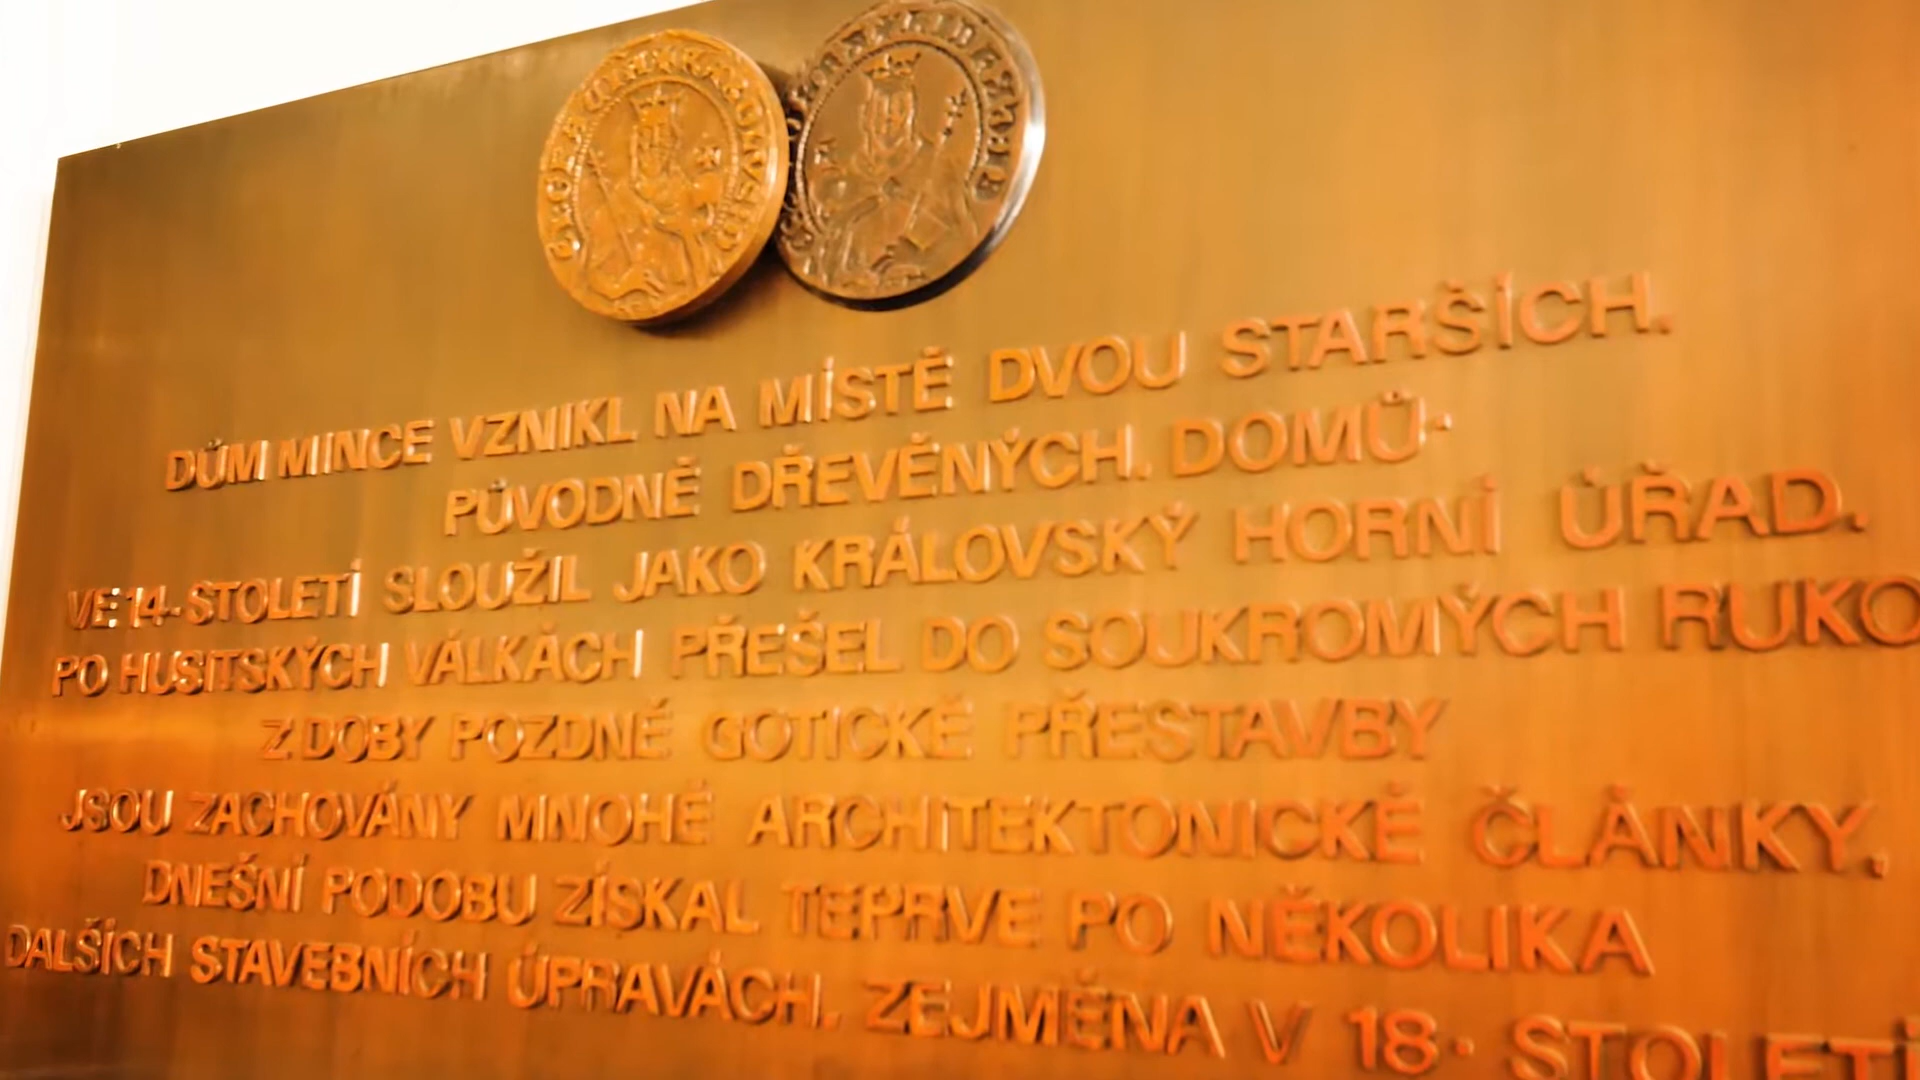 DŮM MINCE VZNIKL NA MÍSTĚ DVOU STARŠÍCH,
PŮVODNĚ DŘEVĚNÝCH, DOMŮ·
VE 14· STOLETÍ SLOUŽIL JAKO KRÁLOVSKÝ HORNÍ ÚŘAD,
PO HUSITSKÝCH VÁLKÁCH PŘEŠEL DO SOUKROMÝCH RUKO
Z DOBY POZDNĚ GOTICKÉ PŘESTAVBY
JSOU ZACHOVÁNY MNOHÉ ARCHITEKTONICKÉ ČLÁNKY,
DNEŠNÍ PODOBU ZÍSKAL TEPRVE PO NĚKOLIKA
DALŠÍCH STAVEBNÍCH ÚPRAVÁCH, ZEJMÉNA V 18· STOLETÍ